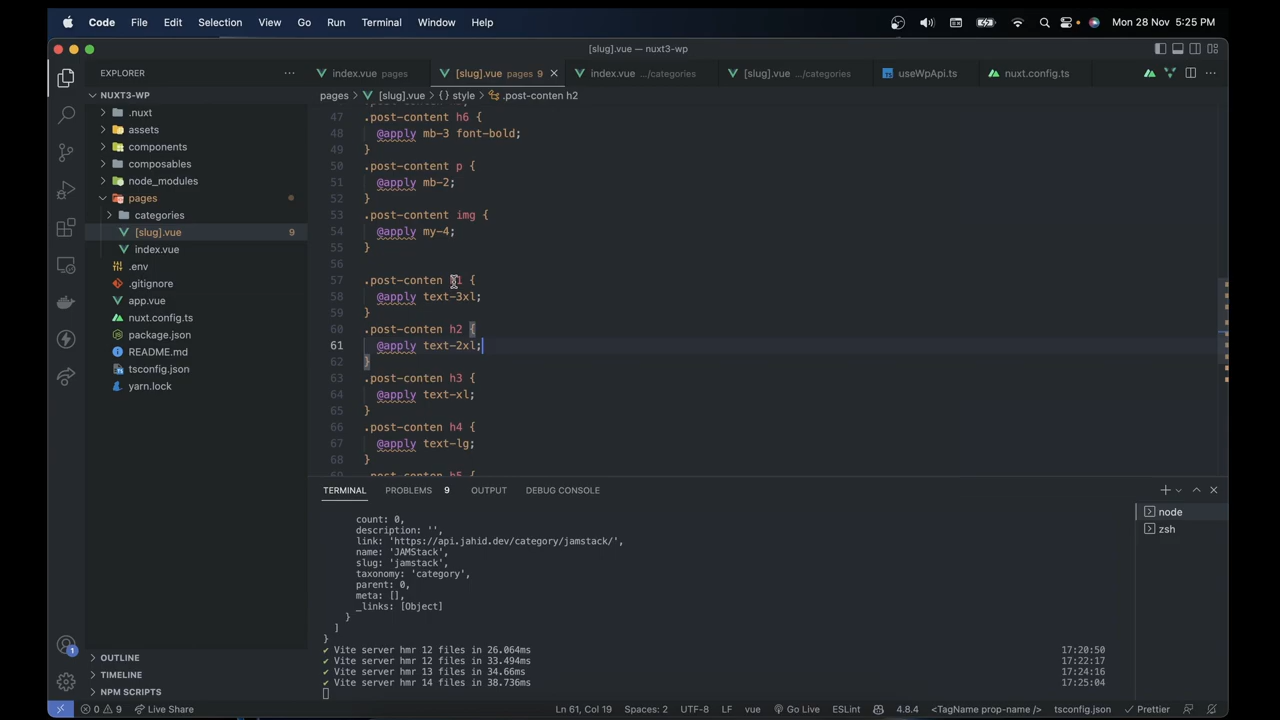 Code File Edit Selection View Go Run Terminal Window Help Mon 28 Nov 5:25 PM
[slug].vue — nuxt3-wp
EXPLORER
index.vue pages
[slug].vue pages 9
index.vue .../categories
[slug].vue .../categories
useWpApi.ts
nuxt.config.ts
NUXT3-WP
pages > [slug].vue > {} style > .post-conten h2
.nuxt
assets
components
composables
node_modules
pages
categories
[slug].vue 9
index.vue
.env
.gitignore
app.vue
nuxt.config.ts
package.json
README.md
tsconfig.json
yarn.lock
OUTLINE
TIMELINE
NPM SCRIPTS
47 .post-content h6 {
48 @apply mb-3 font-bold;
49 }
50 .post-content p {
51 @apply mb-2;
52 }
53 .post-content img {
54 @apply my-4;
55 }
56
57 .post-conten h1 {
58 @apply text-3xl;
59 }
60 .post-conten h2 {
61 @apply text-2xl;
62 }
63 .post-conten h3 {
64 @apply text-xl;
65 }
66 .post-conten h4 {
67 @apply text-lg;
68 }
69 .post-conten h5 {
TERMINAL PROBLEMS 9 OUTPUT DEBUG CONSOLE
count: 0,
description: '',
link: 'https://api.jahid.dev/category/jamstack/',
name: 'JAMStack',
slug: 'jamstack',
taxonomy: 'category',
parent: 0,
meta: [],
_links: [Object]
}
]
}
✔ Vite server hmr 12 files in 26.064ms 17:20:50
✔ Vite server hmr 12 files in 33.494ms 17:22:17
✔ Vite server hmr 13 files in 34.66ms 17:24:16
✔ Vite server hmr 14 files in 38.736ms 17:25:04
node
zsh
1
0 9 Live Share Ln 61, Col 19 Spaces: 2 UTF-8 LF vue Go Live ESLint 4.8.4 <TagName prop-name /> tsconfig.json Prettier